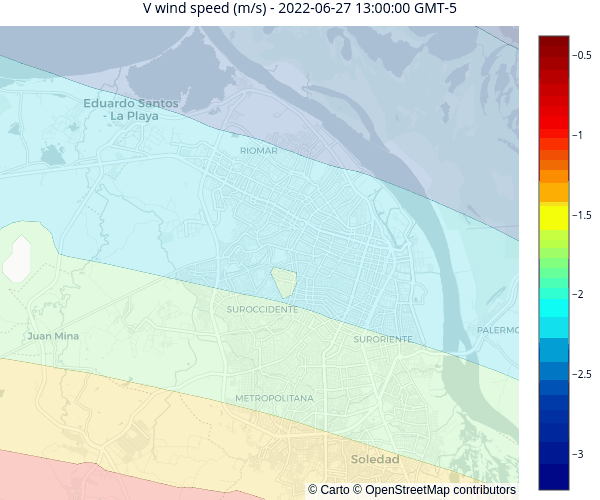 V wind speed (m/s) - 2022-06-27 13:00:00 GMT-5
−0.5
Eduardo Santos
- La Playa
−1
RIOMAR
−1.5
−2
SUROCCIDENTE
PALERMO
Juan Mina
SURORIENTE
−2.5
METROPOLITANA
−3
Soledad
© Carto © OpenStreetMap contributors